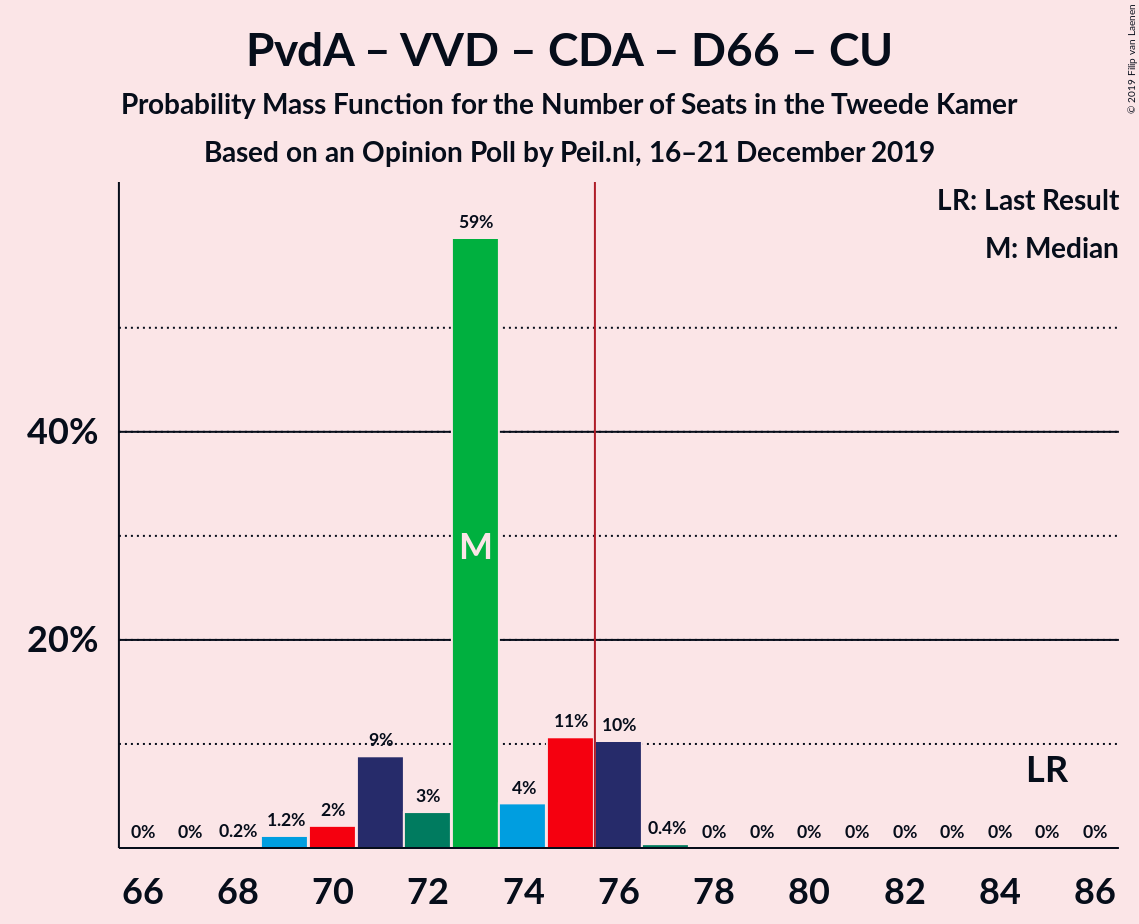 PvdA – VVD – CDA – D66 – CU
Probability Mass Function for the Number of Seats in the Tweede Kamer
Based on an Opinion Poll by Peil.nl, 16–21 December 2019
© 2019 Filip van Laenen
LR: Last Result
M: Median
59%
40%
M
20%
11%
10%
9%
LR
4%
3%
2%
1.2%
0.4%
0% 0% 0.2% 0% 0% 0% 0% 0% 0% 0% 0% 0%
66 68 70 72 74 76 78 80 82 84 86